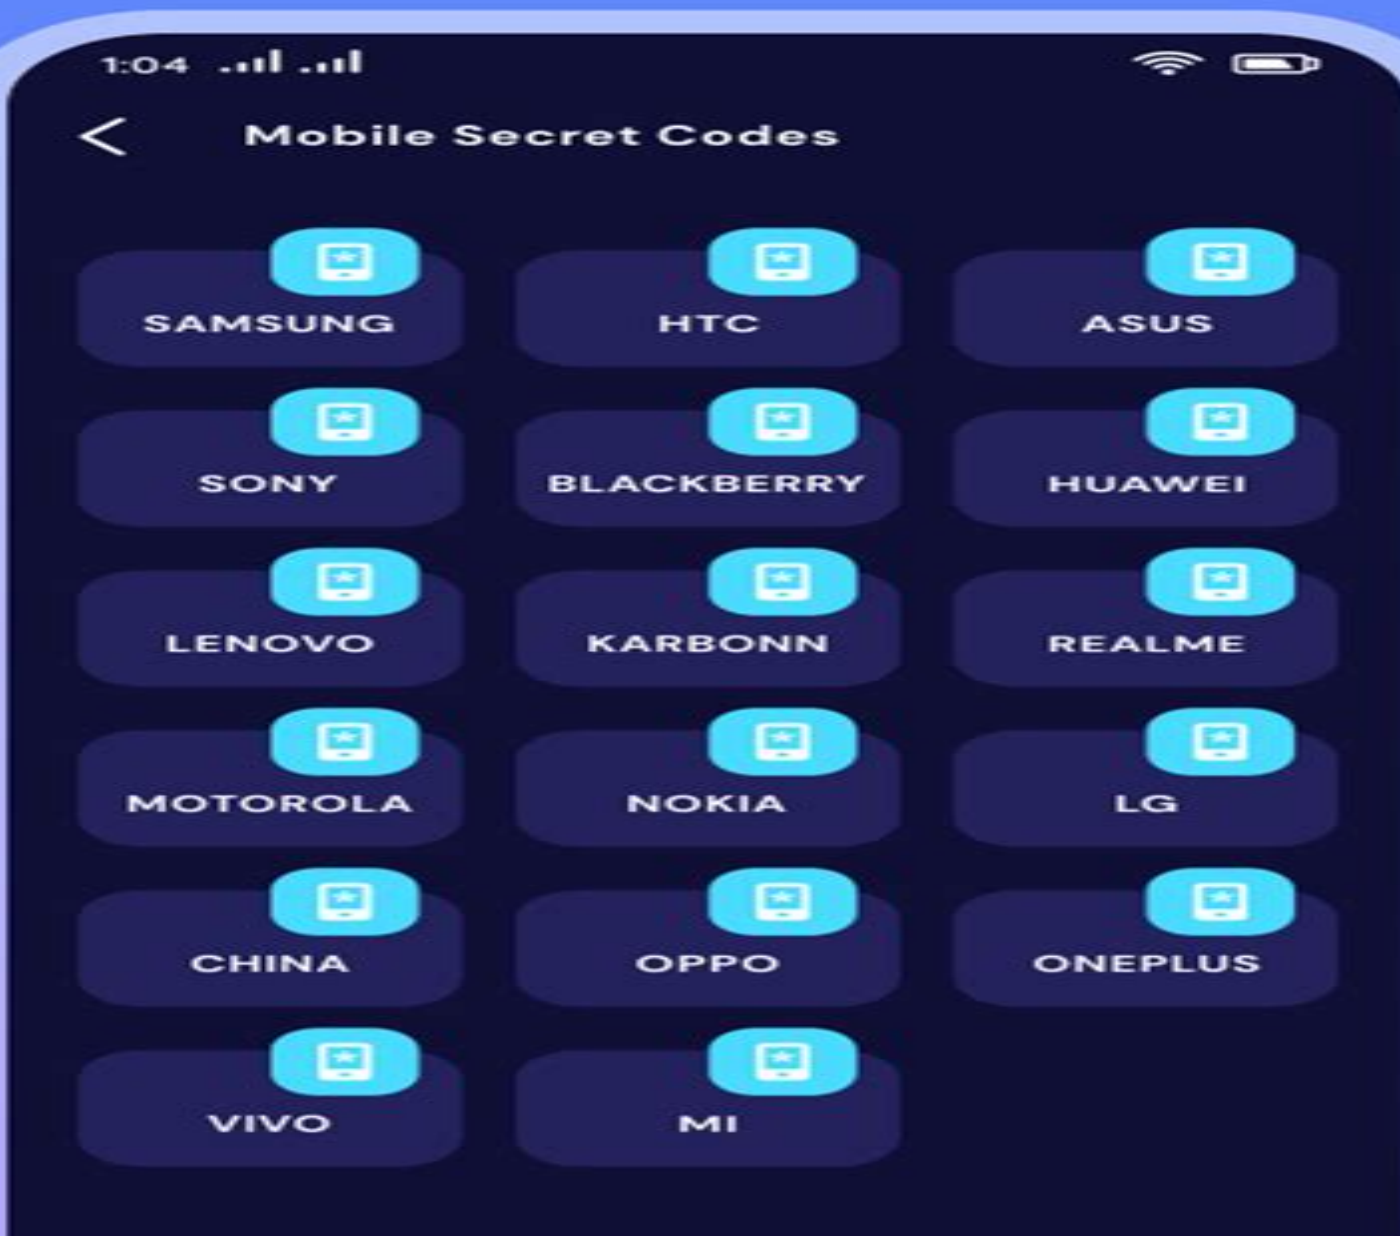 1:04
Mobile Secret Codes
SAMSUNG HTC ASUS
SONY BLACKBERRY HUAWEI
LENOVO KARBONN REALME
MOTOROLA NOKIA LG
CHINA OPPO ONEPLUS
VIVO MI